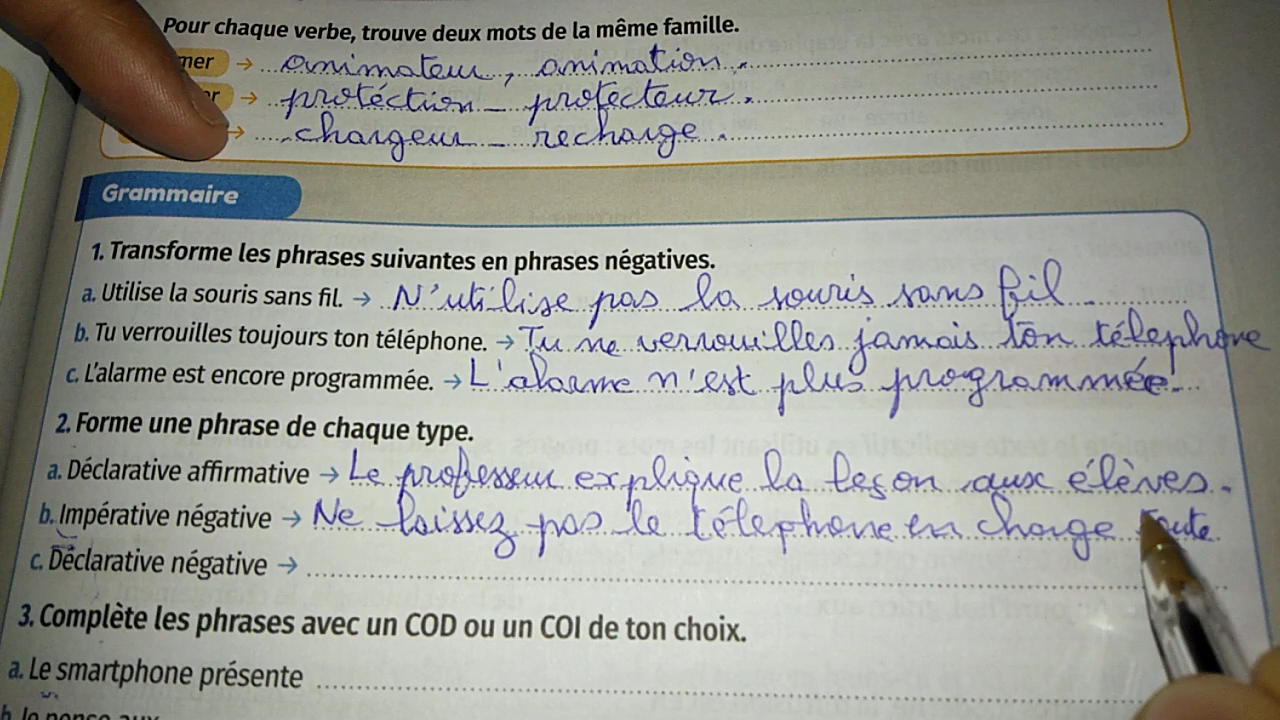 Pour chaque verbe, trouve deux mots de la même famille.
mer → animateur, animation.
er → protéction _ protecteur.
→ chargeur _ recharge.
Grammaire
1. Transforme les phrases suivantes en phrases négatives.
a. Utilise la souris sans fil. → N'utilise pas la souris sans fil.
b. Tu verrouilles toujours ton téléphone. → Tu ne verrouilles jamais ton télephone
c. L'alarme est encore programmée. → L'alarme n'est plus programmée.
2. Forme une phrase de chaque type.
a. Déclarative affirmative → Le professeur explique la leçon aux élèves.
b. Impérative négative → Ne laissez pas le télephone en charge toute
c. Déclarative négative →
3. Complète les phrases avec un COD ou un COI de ton choix.
a. Le smartphone présente